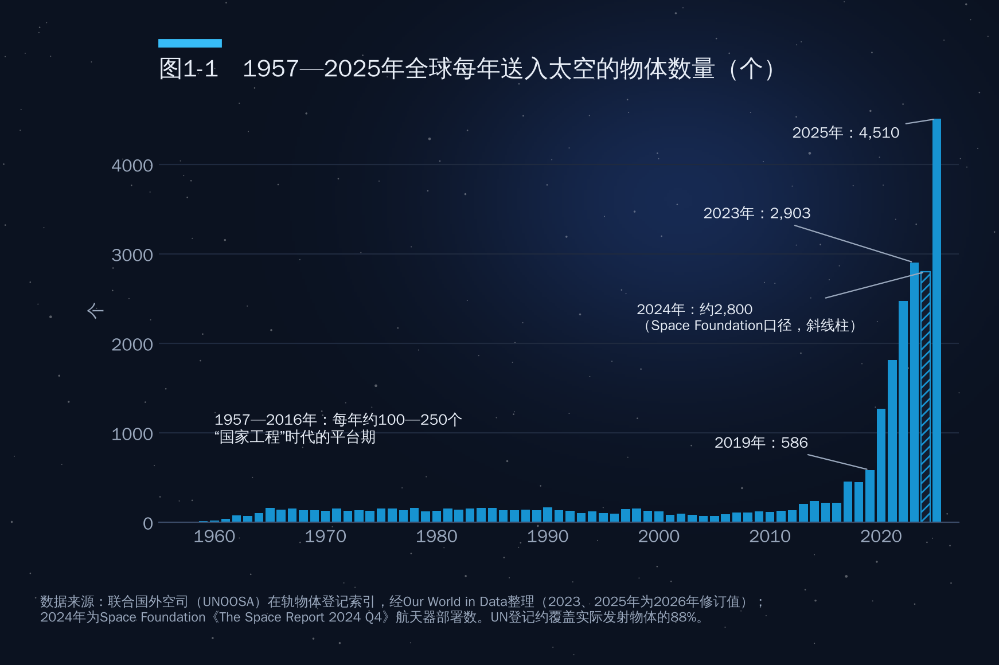 图1-1　1957—2025年全球每年送入太空的物体数量（个）
2025年：4,510
4000
2023年：2,903
3000
个
2024年：约2,800
（Space Foundation口径，斜线柱）
2000
1957—2016年：每年约100—250个
“国家工程”时代的平台期
1000
2019年：586
0
1960 1970 1980 1990 2000 2010 2020
数据来源：联合国外空司（UNOOSA）在轨物体登记索引，经Our World in Data整理（2023、2025年为2026年修订值）；
2024年为Space Foundation《The Space Report 2024 Q4》航天器部署数。UN登记约覆盖实际发射物体的88%。